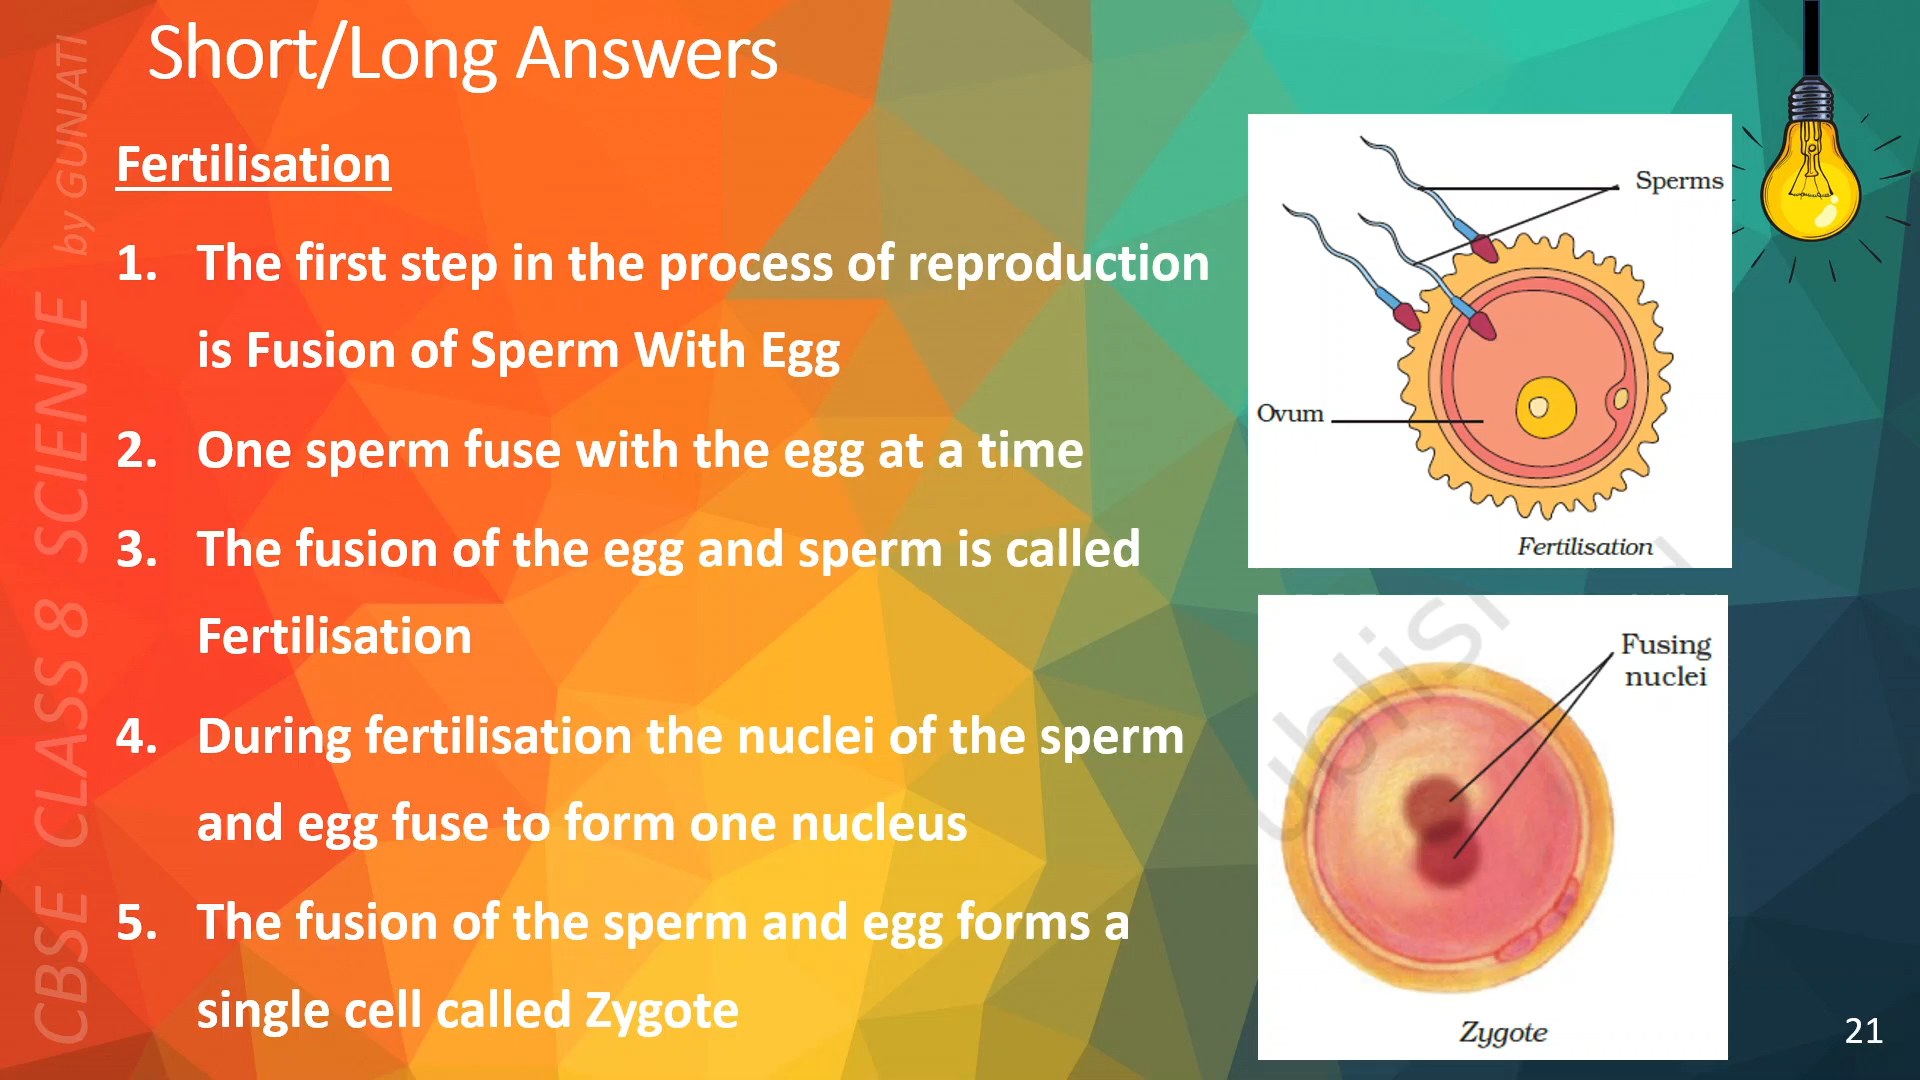 Short/Long Answers
Fertilisation
1. The first step in the process of reproduction
is Fusion of Sperm With Egg
2. One sperm fuse with the egg at a time
3. The fusion of the egg and sperm is called
Fertilisation
4. During fertilisation the nuclei of the sperm
and egg fuse to form one nucleus
5. The fusion of the sperm and egg forms a
single cell called Zygote
CBSE CLASS 8 SCIENCE by GUNJATI
Sperms
Ovum
Fertilisation
Fusing
nuclei
Zygote
21